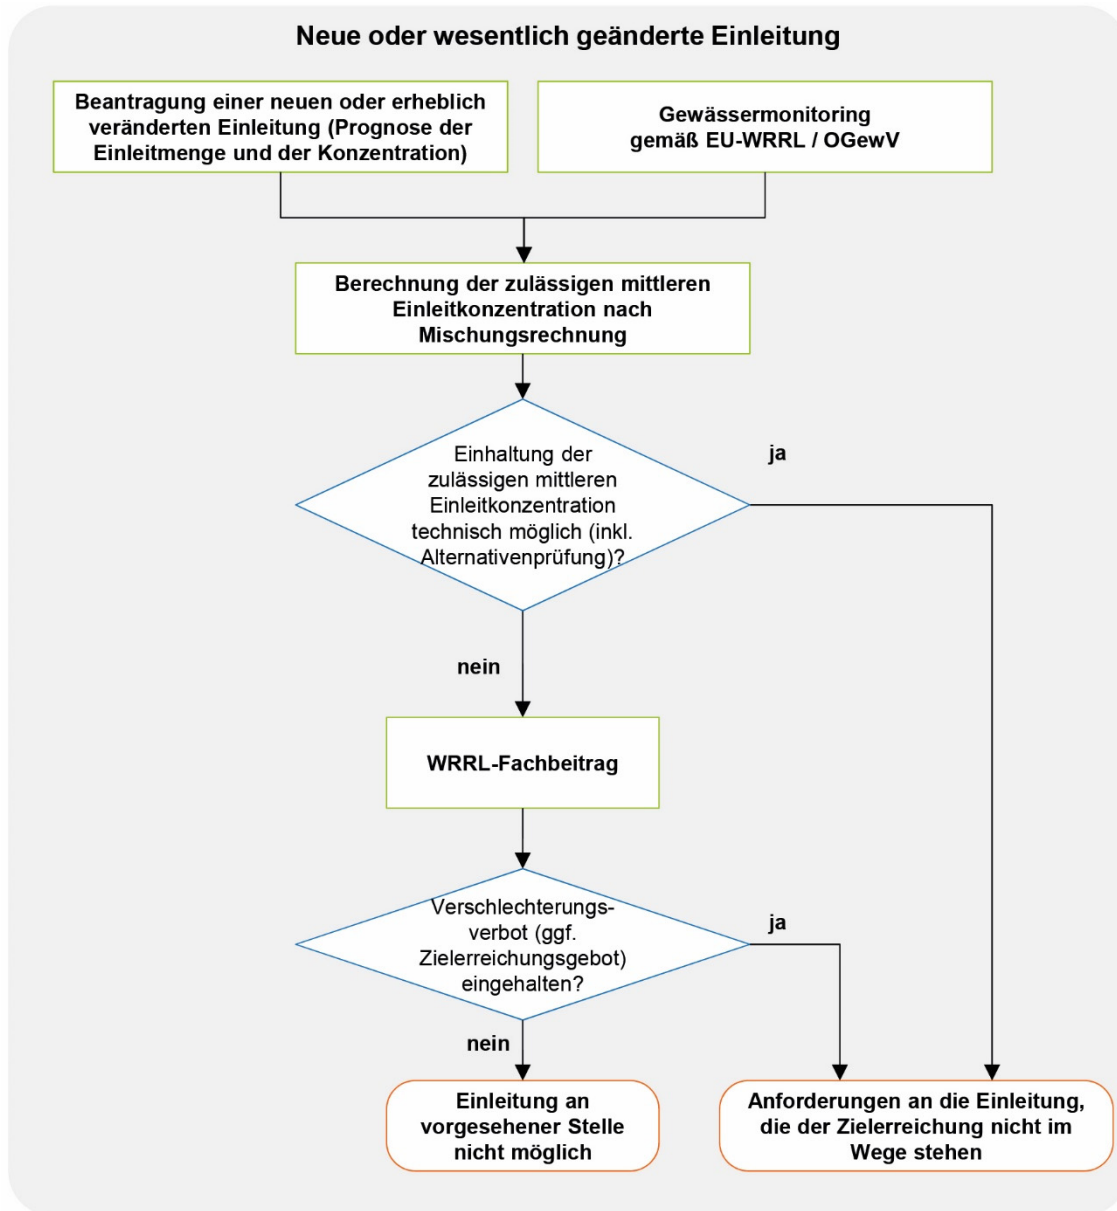 Neue oder wesentlich geänderte Einleitung
Beantragung einer neuen oder erheblich
veränderten Einleitung (Prognose der
Einleitmenge und der Konzentration)
Gewässermonitoring
gemäß EU-WRRL / OGewV
Berechnung der zulässigen mittleren
Einleitkonzentration nach
Mischungsrechnung
Einhaltung der
zulässigen mittleren
Einleitkonzentration
technisch möglich (inkl.
Alternativenprüfung)?
ja
nein
WRRL-Fachbeitrag
Verschlechterungs-
verbot (ggf.
Zielerreichungsgebot)
eingehalten?
ja
nein
Einleitung an
vorgesehener Stelle
nicht möglich
Anforderungen an die Einleitung,
die der Zielerreichung nicht im
Wege stehen